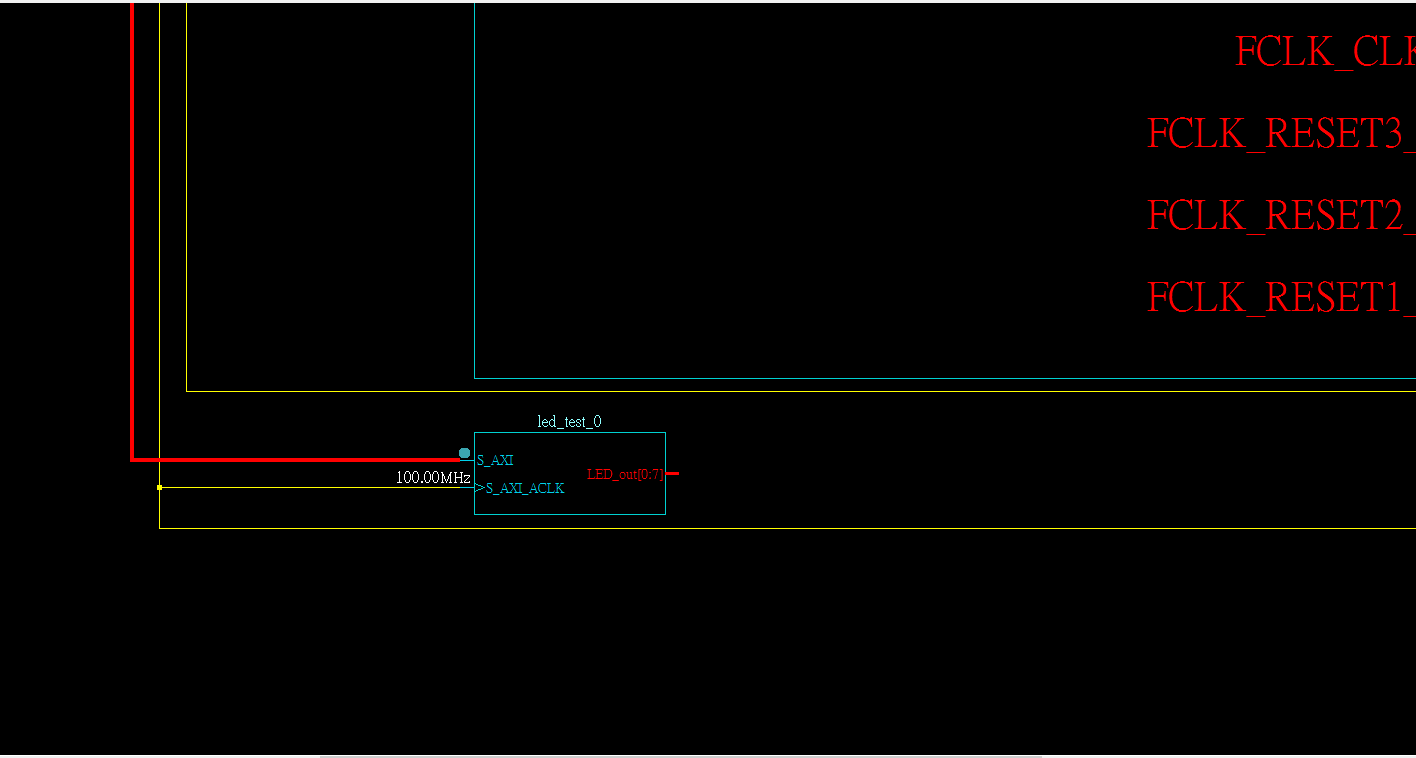 FCLK_CLK
FCLK_RESET3_
FCLK_RESET2_
FCLK_RESET1_
led_test_0
S_AXI
LED_out[0:7]
100.00MHz
S_AXI_ACLK